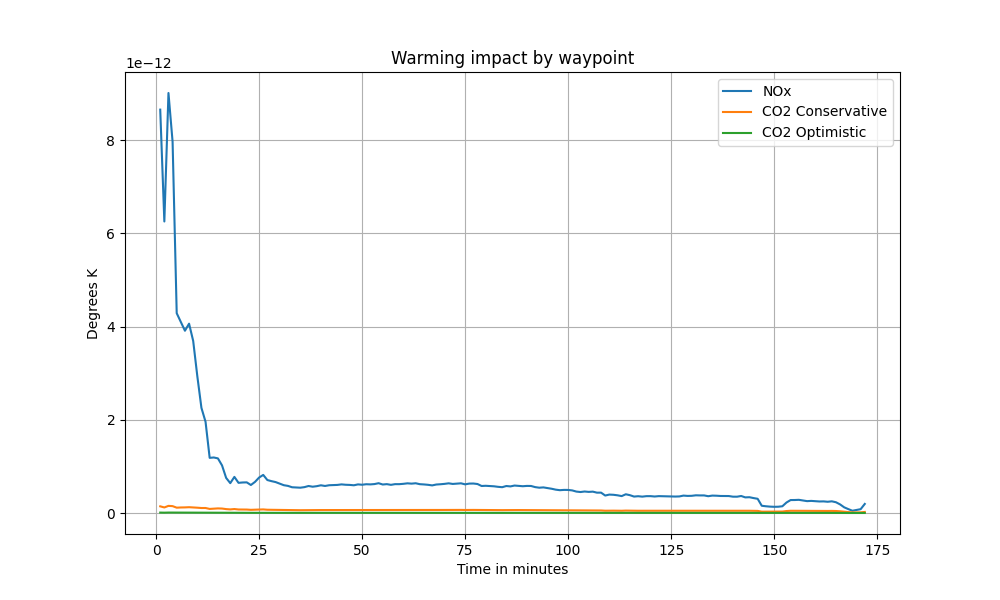 Warming impact by waypoint
1e−12
NOx
CO2 Conservative
CO2 Optimistic
8
6
4
2
0
Degrees K
0 25 50 75 100 125 150 175
Time in minutes